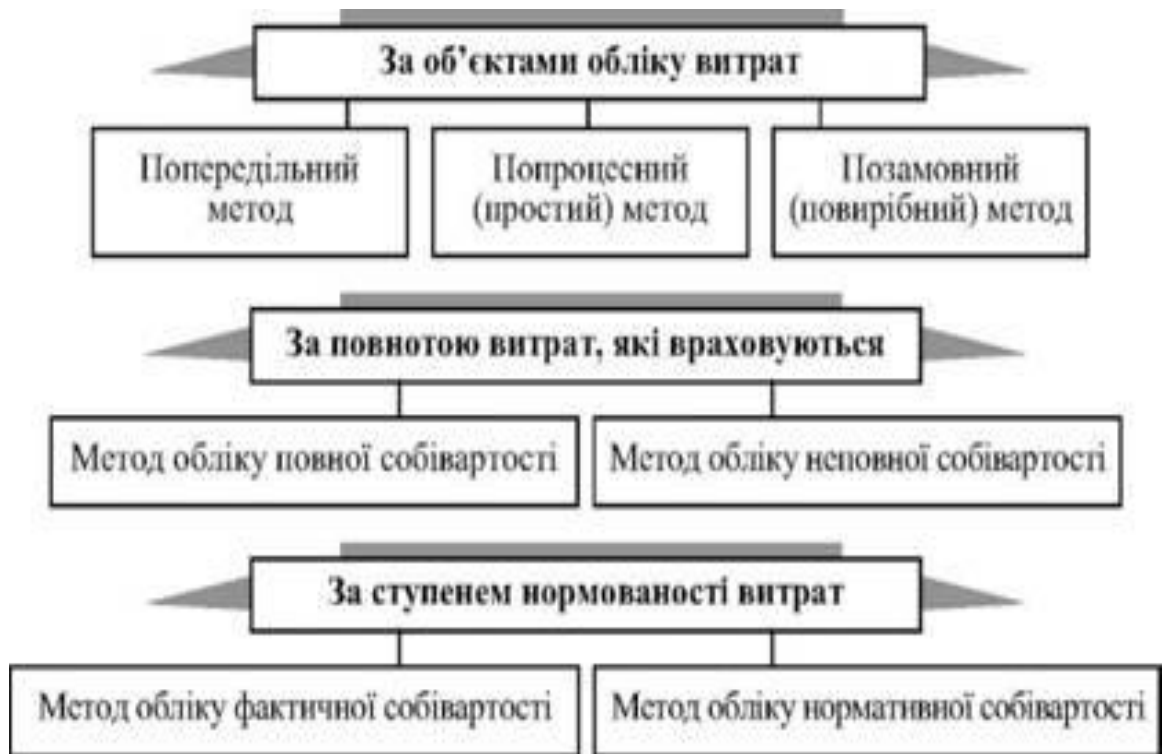 За об’єктами обліку витрат
Попередільний
метод
Попроцесний
(простий) метод
Позамовний
(повирібний) метод
За повнотою витрат, які враховуються
Метод обліку повної собівартості
Метод обліку неповної собівартості
За ступенем нормованості витрат
Метод обліку фактичної собівартості
Метод обліку нормативної собівартості